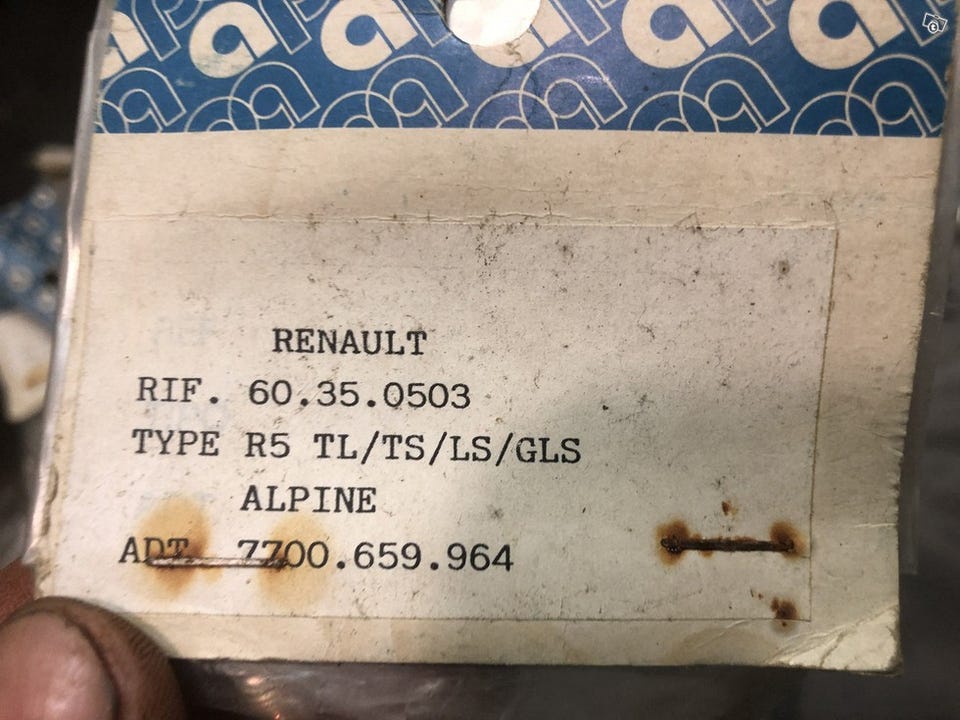 RENAULT
RIF. 60.35.0503
TYPE R5 TL/TS/LS/GLS
ALPINE
ADT. 7700.659.964